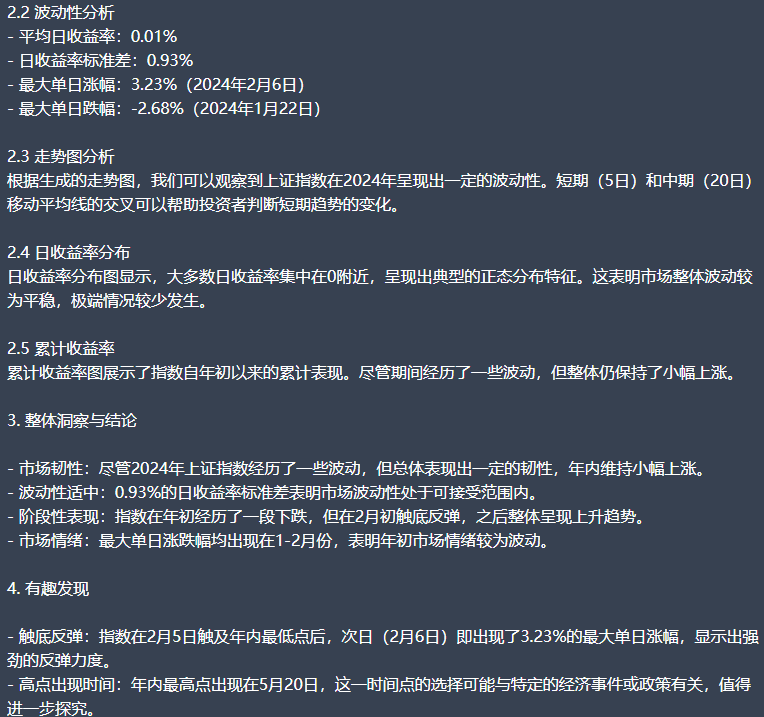 2.2 波动性分析
- 平均日收益率：0.01%
- 日收益率标准差：0.93%
- 最大单日涨幅：3.23%（2024年2月6日）
- 最大单日跌幅：-2.68%（2024年1月22日）
2.3 走势图分析
根据生成的走势图，我们可以观察到上证指数在2024年呈现出一定的波动性。短期（5日）和中期（20日）
移动平均线的交叉可以帮助投资者判断短期趋势的变化。
2.4 日收益率分布
日收益率分布图显示，大多数日收益率集中在0附近，呈现出典型的正态分布特征。这表明市场整体波动较
为平稳，极端情况较少发生。
2.5 累计收益率
累计收益率图展示了指数自年初以来的累计表现。尽管期间经历了一些波动，但整体仍保持了小幅上涨。
3. 整体洞察与结论
- 市场韧性：尽管2024年上证指数经历了一些波动，但总体表现出一定的韧性，年内维持小幅上涨。
- 波动性适中：0.93%的日收益率标准差表明市场波动性处于可接受范围内。
- 阶段性表现：指数在年初经历了一段下跌，但在2月初触底反弹，之后整体呈现上升趋势。
- 市场情绪：最大单日涨跌幅均出现在1-2月份，表明年初市场情绪较为波动。
4. 有趣发现
- 触底反弹：指数在2月5日触及年内最低点后，次日（2月6日）即出现了3.23%的最大单日涨幅，显示出强
劲的反弹力度。
- 高点出现时间：年内最高点出现在5月20日，这一时间点的选择可能与特定的经济事件或政策有关，值得
进一步探究。